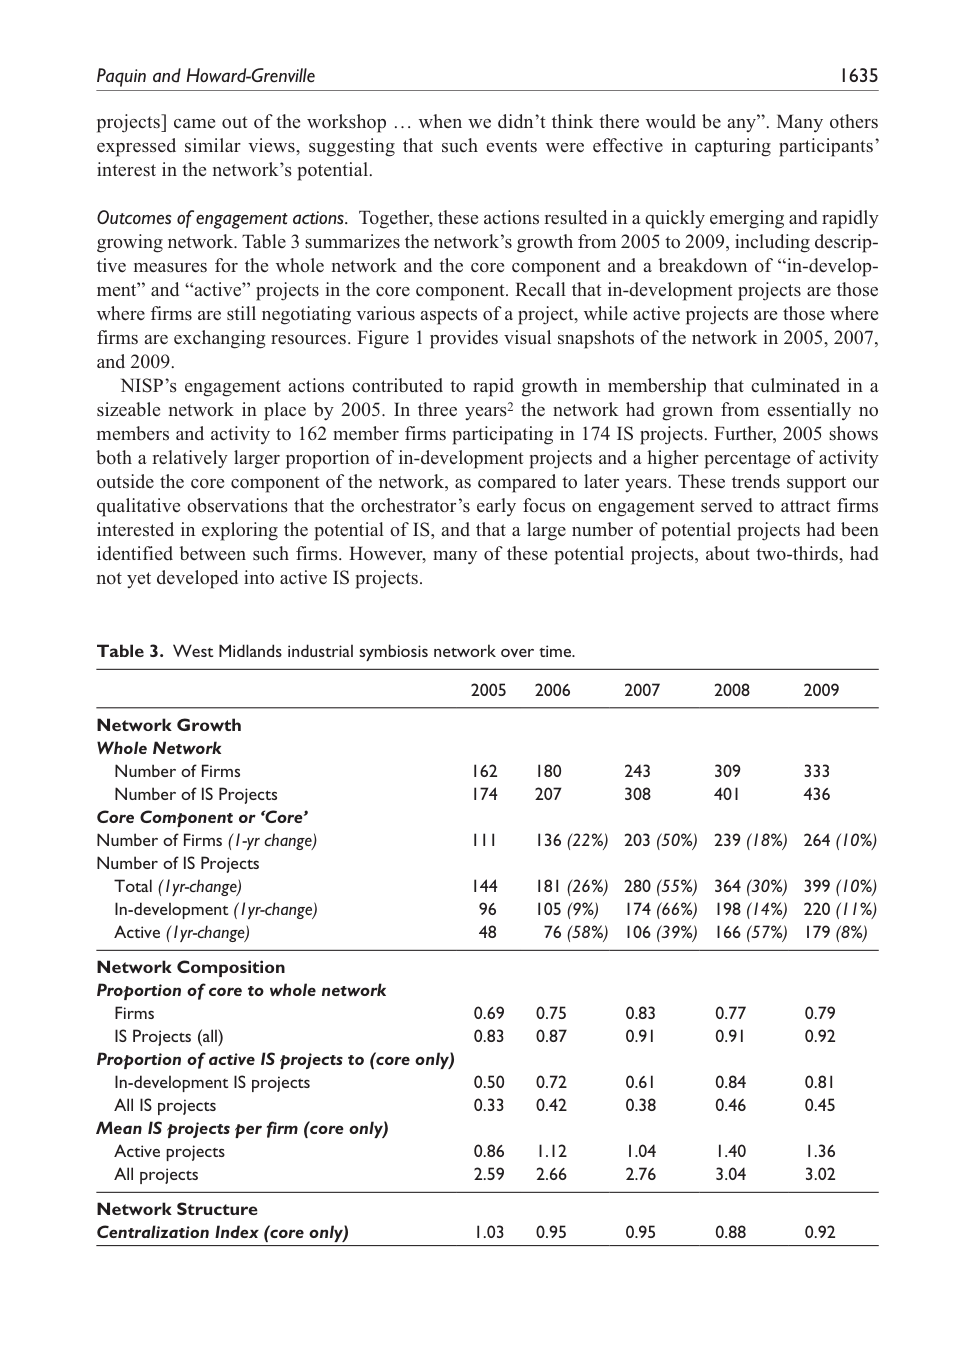 Paquin and Howard-Grenville 1635
projects] came out of the workshop … when we didn’t think there would be any”. Many others
expressed similar views, suggesting that such events were effective in capturing participants’
interest in the network’s potential.
Outcomes of engagement actions. Together, these actions resulted in a quickly emerging and rapidly
growing network. Table 3 summarizes the network’s growth from 2005 to 2009, including descrip-
tive measures for the whole network and the core component and a breakdown of “in-develop-
ment” and “active” projects in the core component. Recall that in-development projects are those
where firms are still negotiating various aspects of a project, while active projects are those where
firms are exchanging resources. Figure 1 provides visual snapshots of the network in 2005, 2007,
and 2009.
NISP’s engagement actions contributed to rapid growth in membership that culminated in a
sizeable network in place by 2005. In three years² the network had grown from essentially no
members and activity to 162 member firms participating in 174 IS projects. Further, 2005 shows
both a relatively larger proportion of in-development projects and a higher percentage of activity
outside the core component of the network, as compared to later years. These trends support our
qualitative observations that the orchestrator’s early focus on engagement served to attract firms
interested in exploring the potential of IS, and that a large number of potential projects had been
identified between such firms. However, many of these potential projects, about two-thirds, had
not yet developed into active IS projects.
Table 3. West Midlands industrial symbiosis network over time.
2005 2006 2007 2008 2009
Network Growth
Whole Network
Number of Firms 162 180 243 309 333
Number of IS Projects 174 207 308 401 436
Core Component or ‘Core’
Number of Firms (1-yr change) 111 136 (22%) 203 (50%) 239 (18%) 264 (10%)
Number of IS Projects
Total (1yr-change) 144 181 (26%) 280 (55%) 364 (30%) 399 (10%)
In-development (1yr-change) 96 105 (9%) 174 (66%) 198 (14%) 220 (11%)
Active (1yr-change) 48 76 (58%) 106 (39%) 166 (57%) 179 (8%)
Network Composition
Proportion of core to whole network
Firms 0.69 0.75 0.83 0.77 0.79
IS Projects (all) 0.83 0.87 0.91 0.91 0.92
Proportion of active IS projects to (core only)
In-development IS projects 0.50 0.72 0.61 0.84 0.81
All IS projects 0.33 0.42 0.38 0.46 0.45
Mean IS projects per firm (core only)
Active projects 0.86 1.12 1.04 1.40 1.36
All projects 2.59 2.66 2.76 3.04 3.02
Network Structure
Centralization Index (core only) 1.03 0.95 0.95 0.88 0.92